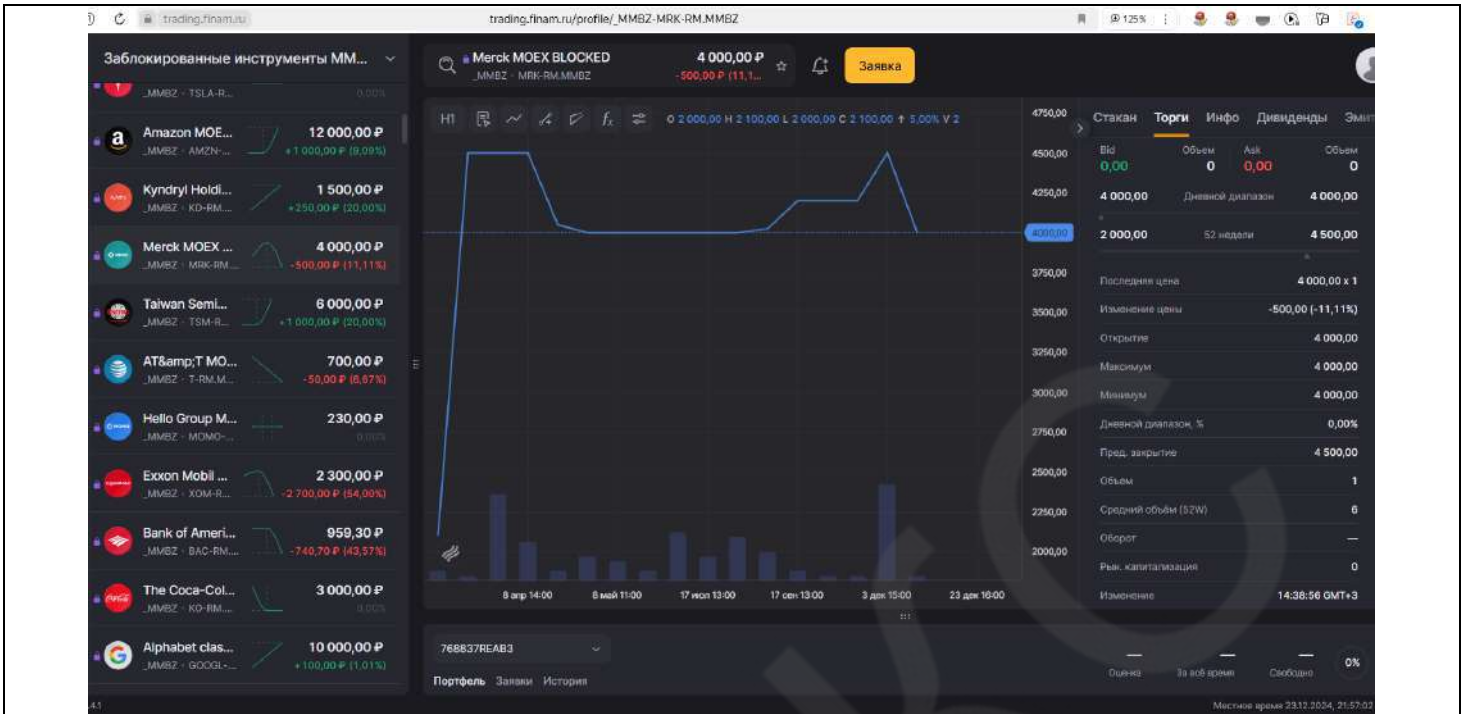 trading.finam.ru
trading.finam.ru/profile/_MMBZ-MRK-RM.MMBZ
125%
Заблокированные инструменты ММ...
_MMBZ · TSLA-R...
0,00%
Amazon MOE...
12 000,00 ₽
_MMBZ · AMZN-...
+1 000,00 ₽ (9,09%)
Kyndryl Holdi...
1 500,00 ₽
_MMBZ · KD-RM....
+250,00 ₽ (20,00%)
Merck MOEX ...
4 000,00 ₽
_MMBZ · MRK-RM....
-500,00 ₽ (11,11%)
Taiwan Semi...
6 000,00 ₽
_MMBZ · TSM-R...
+1 000,00 ₽ (20,00%)
AT&amp;T MO...
700,00 ₽
_MMBZ · T-RM.M...
-50,00 ₽ (6,67%)
Hello Group M...
230,00 ₽
_MMBZ · MOMO-...
0,00%
Exxon Mobil ...
2 300,00 ₽
_MMBZ · XOM-R...
-2 700,00 ₽ (54,00%)
Bank of Ameri...
959,30 ₽
_MMBZ · BAC-RM....
-740,70 ₽ (43,57%)
The Coca-Col...
3 000,00 ₽
_MMBZ · KO-RM....
0,00%
Alphabet clas...
10 000,00 ₽
_MMBZ · GOOGL-...
+100,00 ₽ (1,01%)
.4.1
Merck MOEX BLOCKED
4 000,00 ₽
_MMBZ · MRK-RM.MMBZ
-500,00 ₽ (11,1...
Заявка
H1
O 2 000,00 H 2 100,00 L 2 000,00 C 2 100,00 ↑ 5,00% V 2
4750,00
4500,00
4250,00
4000,00
3750,00
3500,00
3250,00
3000,00
2750,00
2500,00
2250,00
2000,00
8 апр 14:00
8 май 11:00
17 июл 13:00
17 сен 13:00
3 дек 15:00
23 дек 16:00
Стакан Торги Инфо Дивиденды Эмит
Bid Объем Ask Объем
0,00 0 0,00 0
4 000,00 Дневной диапазон 4 000,00
2 000,00 52 недели 4 500,00
Последняя цена 4 000,00 x 1
Изменение цены -500,00 (-11,11%)
Открытие 4 000,00
Максимум 4 000,00
Минимум 4 000,00
Дневной диапазон, % 0,00%
Пред. закрытие 4 500,00
Объем 1
Средний объём (52W) 6
Оборот —
Рын. капитализация 0
Изменение 14:38:56 GMT+3
768837REAB3
Портфель Заявки История
— — —
Оценка За всё время Свободно
0%
Местное время 23.12.2024, 21:57:02